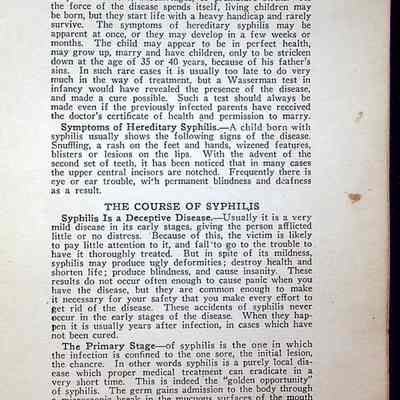 the force of the disease spends itself, living children may
be born, but they start life with a heavy handicap and rarely
survive. The symptoms of hereditary syphilis may be
apparent at once, or they may develop in a few weeks or
months. The child may appear to be in perfect health,
may grow up, marry and have children, only to be stricken
down at the age of 35 or 40 years, because of his father's
sins. In such rare cases it is usually too late to do very
much in the way of treatment, but a Wasserman test in
infancy would have revealed the presence of the disease,
and made a cure possible. Such a test should always be
made even if the previously infected parents have received
the doctor's certificate of health and permission to marry.
Symptoms of Hereditary Syphilis.—A child born with
syphilis usually shows the following signs of the disease.
Snuffling, a rash on the feet and hands, wizened features,
blisters or lesions on the lips. With the advent of the
second set of teeth, it has been noticed that in many cases
the upper central incisors are notched. Frequently there is
eye or ear trouble, with permanent blindness and deafness
as a result.
THE COURSE OF SYPHILIS
Syphilis Is a Deceptive Disease.—Usually it is a very
mild disease in its early stages, giving the person afflicted
little or no distress. Because of this, the victim is likely
to pay little attention to it, and fail to go to the trouble to
have it thoroughly treated. But in spite of its mildness,
syphilis may produce ugly deformities; destroy health and
shorten life; produce blindness, and cause insanity. These
results do not occur often enough to cause panic when you
have the disease, but they are common enough to make
it necessary for your safety that you make every effort to
get rid of the disease. These accidents of syphilis never
occur in the early stages of the disease. When they hap-
pen it is usually years after infection, in cases which have
not been cured.
The Primary Stage—of syphilis is the one in which
the infection is confined to the one sore, the initial lesion,
the chancre. In other words syphilis is a purely local dis-
ease which proper medical treatment can eradicate in a
very short time. This is indeed the "golden opportunity"
of syphilis. The germ gains admission to the body through
a microscopic break in the mucous surfaces of the mouth